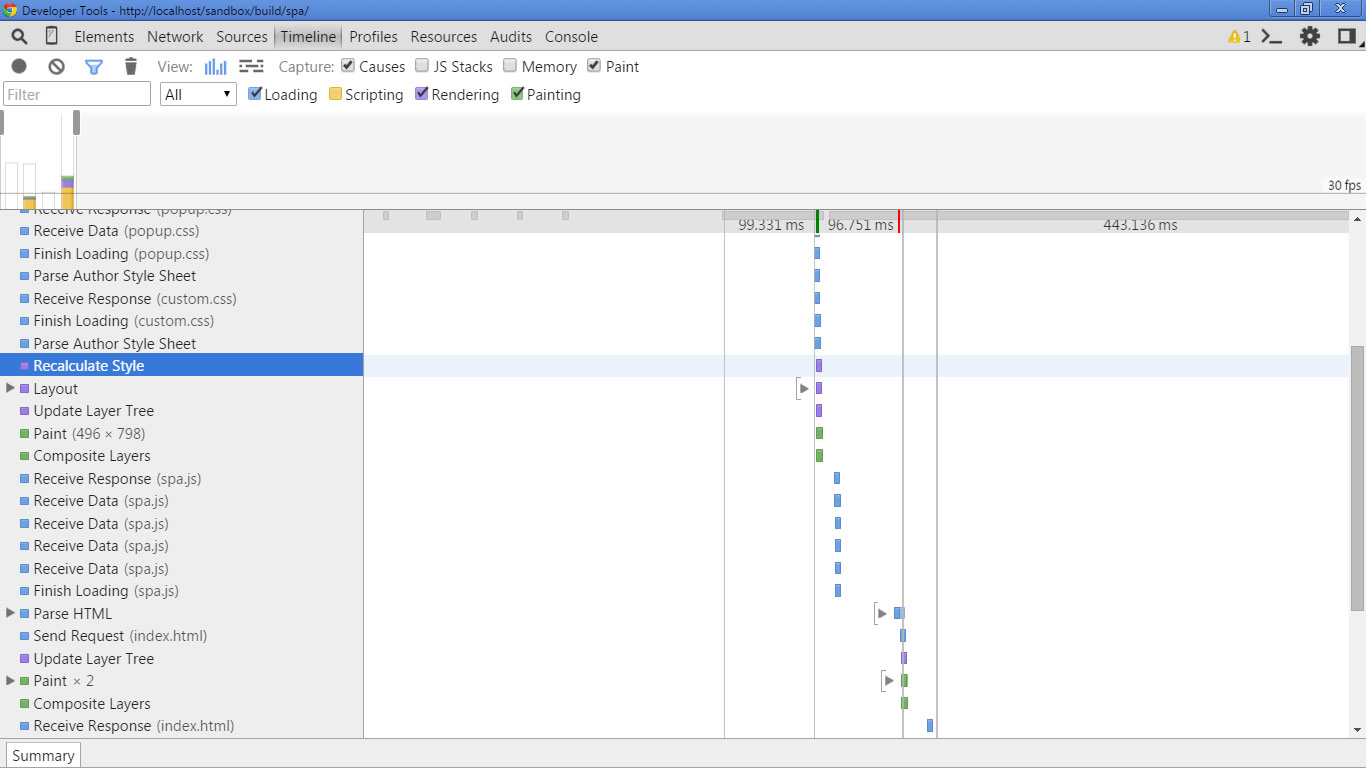 Developer Tools - http://localhost/sandbox/build/spa/
Elements Network Sources Timeline Profiles Resources Audits Console 1
View: Capture: Causes JS Stacks Memory Paint
Filter All Loading Scripting Rendering Painting
30 fps
Receive Response (popup.css)
99.331 ms 96.751 ms 443.136 ms
Receive Data (popup.css)
Finish Loading (popup.css)
Parse Author Style Sheet
Receive Response (custom.css)
Finish Loading (custom.css)
Parse Author Style Sheet
Recalculate Style
Layout
Update Layer Tree
Paint (496 × 798)
Composite Layers
Receive Response (spa.js)
Receive Data (spa.js)
Receive Data (spa.js)
Receive Data (spa.js)
Receive Data (spa.js)
Finish Loading (spa.js)
Parse HTML
Send Request (index.html)
Update Layer Tree
Paint × 2
Composite Layers
Receive Response (index.html)
Summary